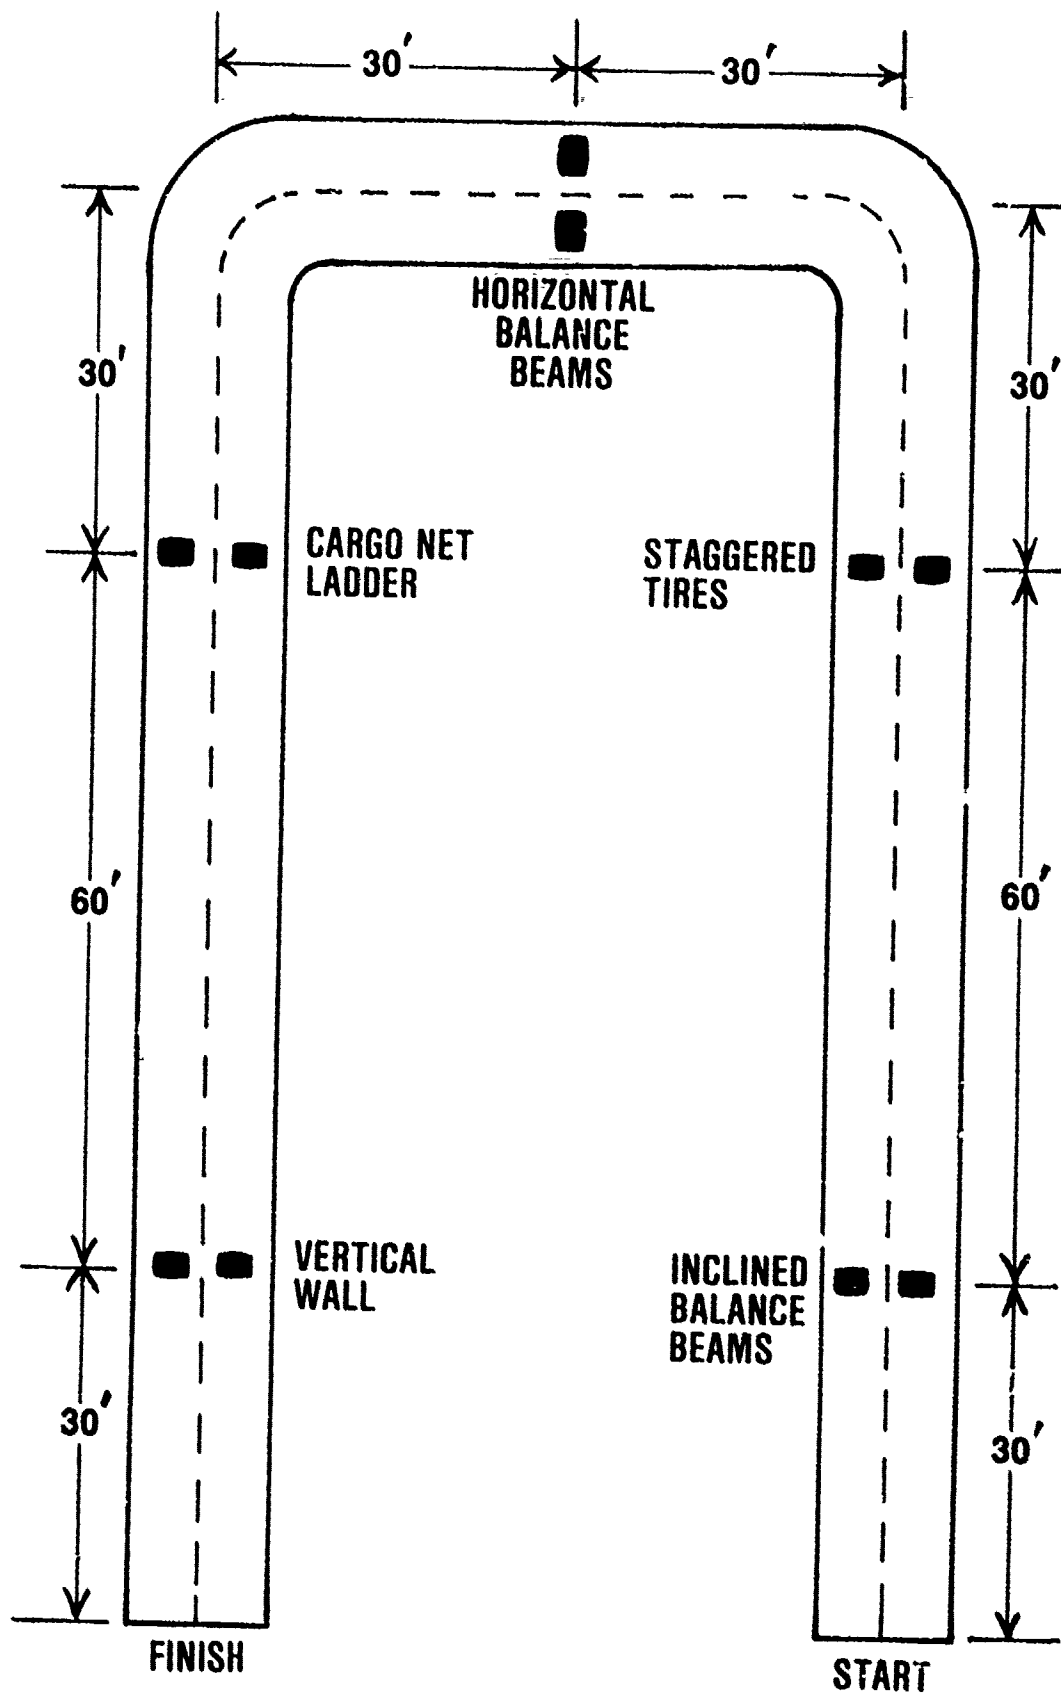 30'
30'
HORIZONTAL
BALANCE
BEAMS
30'
30'
CARGO NET
LADDER
STAGGERED
TIRES
60'
60'
VERTICAL
WALL
INCLINED
BALANCE
BEAMS
30'
30'
FINISH
START